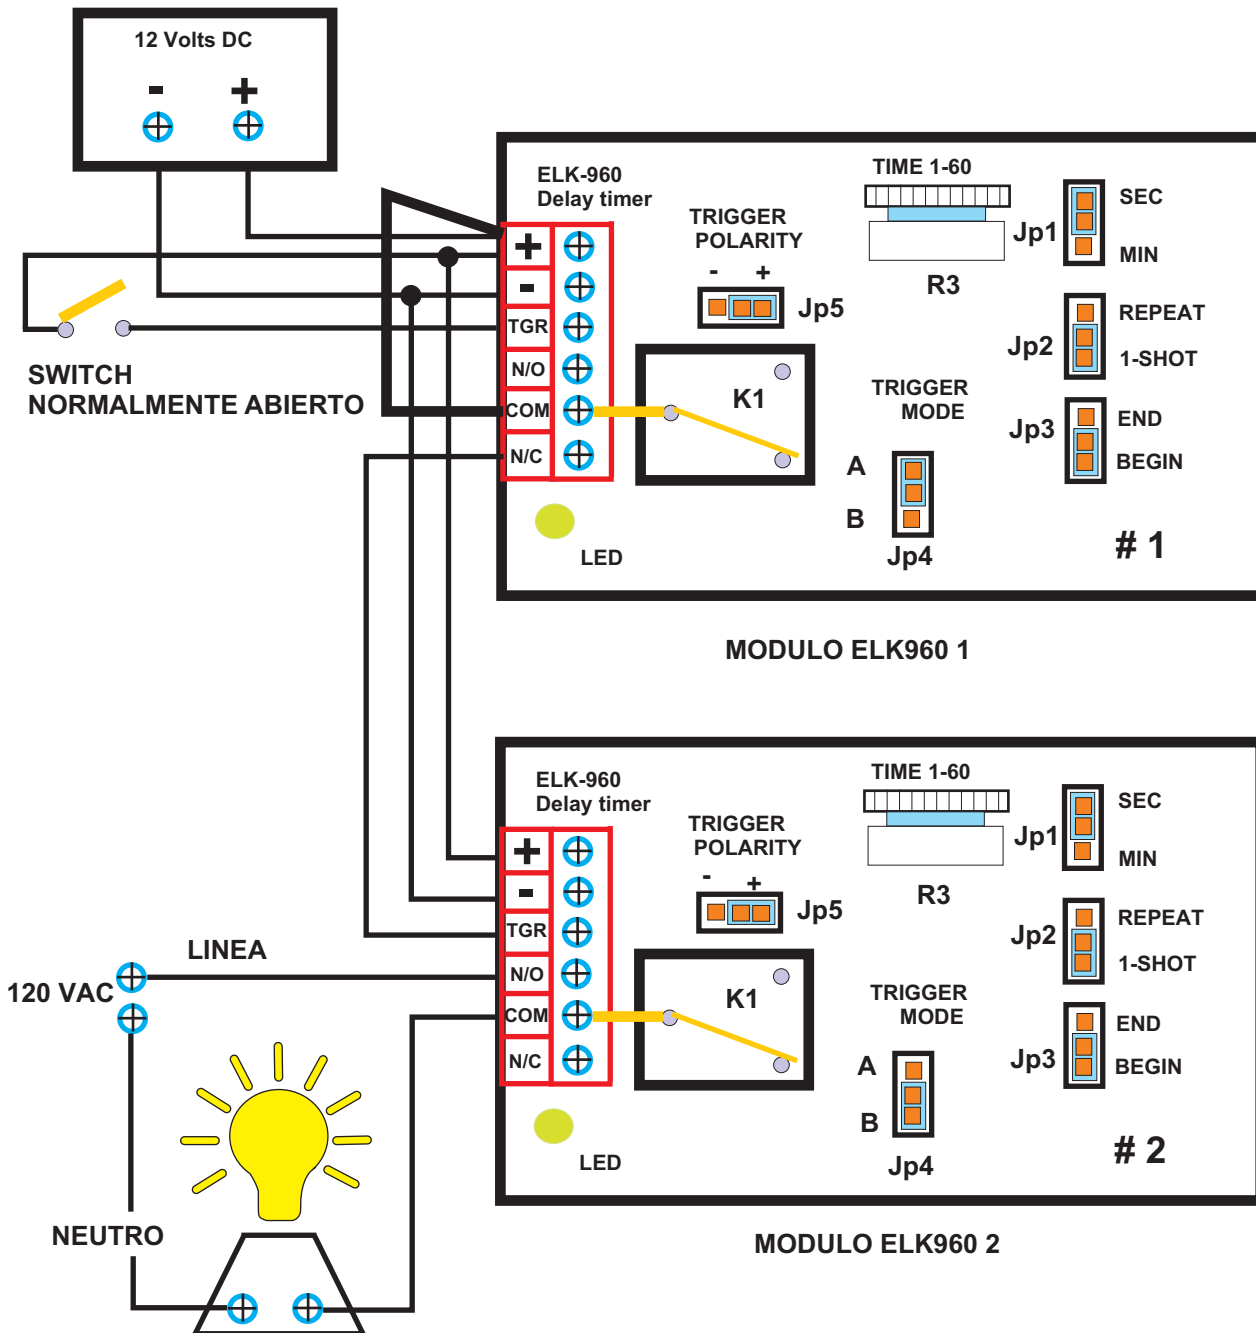 12 Volts DC
- +
ELK-960
Delay timer
+
-
TGR
N/O
COM
N/C
LED
TRIGGER
POLARITY
- +
Jp5
K1
TIME 1-60
R3
TRIGGER
MODE
A
B
Jp4
Jp1
SEC
MIN
Jp2
REPEAT
1-SHOT
Jp3
END
BEGIN
# 1
SWITCH
NORMALMENTE ABIERTO
MODULO ELK960 1
ELK-960
Delay timer
+
-
TGR
N/O
COM
N/C
LED
TRIGGER
POLARITY
- +
Jp5
K1
TIME 1-60
R3
TRIGGER
MODE
A
B
Jp4
Jp1
SEC
MIN
Jp2
REPEAT
1-SHOT
Jp3
END
BEGIN
# 2
LINEA
120 VAC
NEUTRO
MODULO ELK960 2